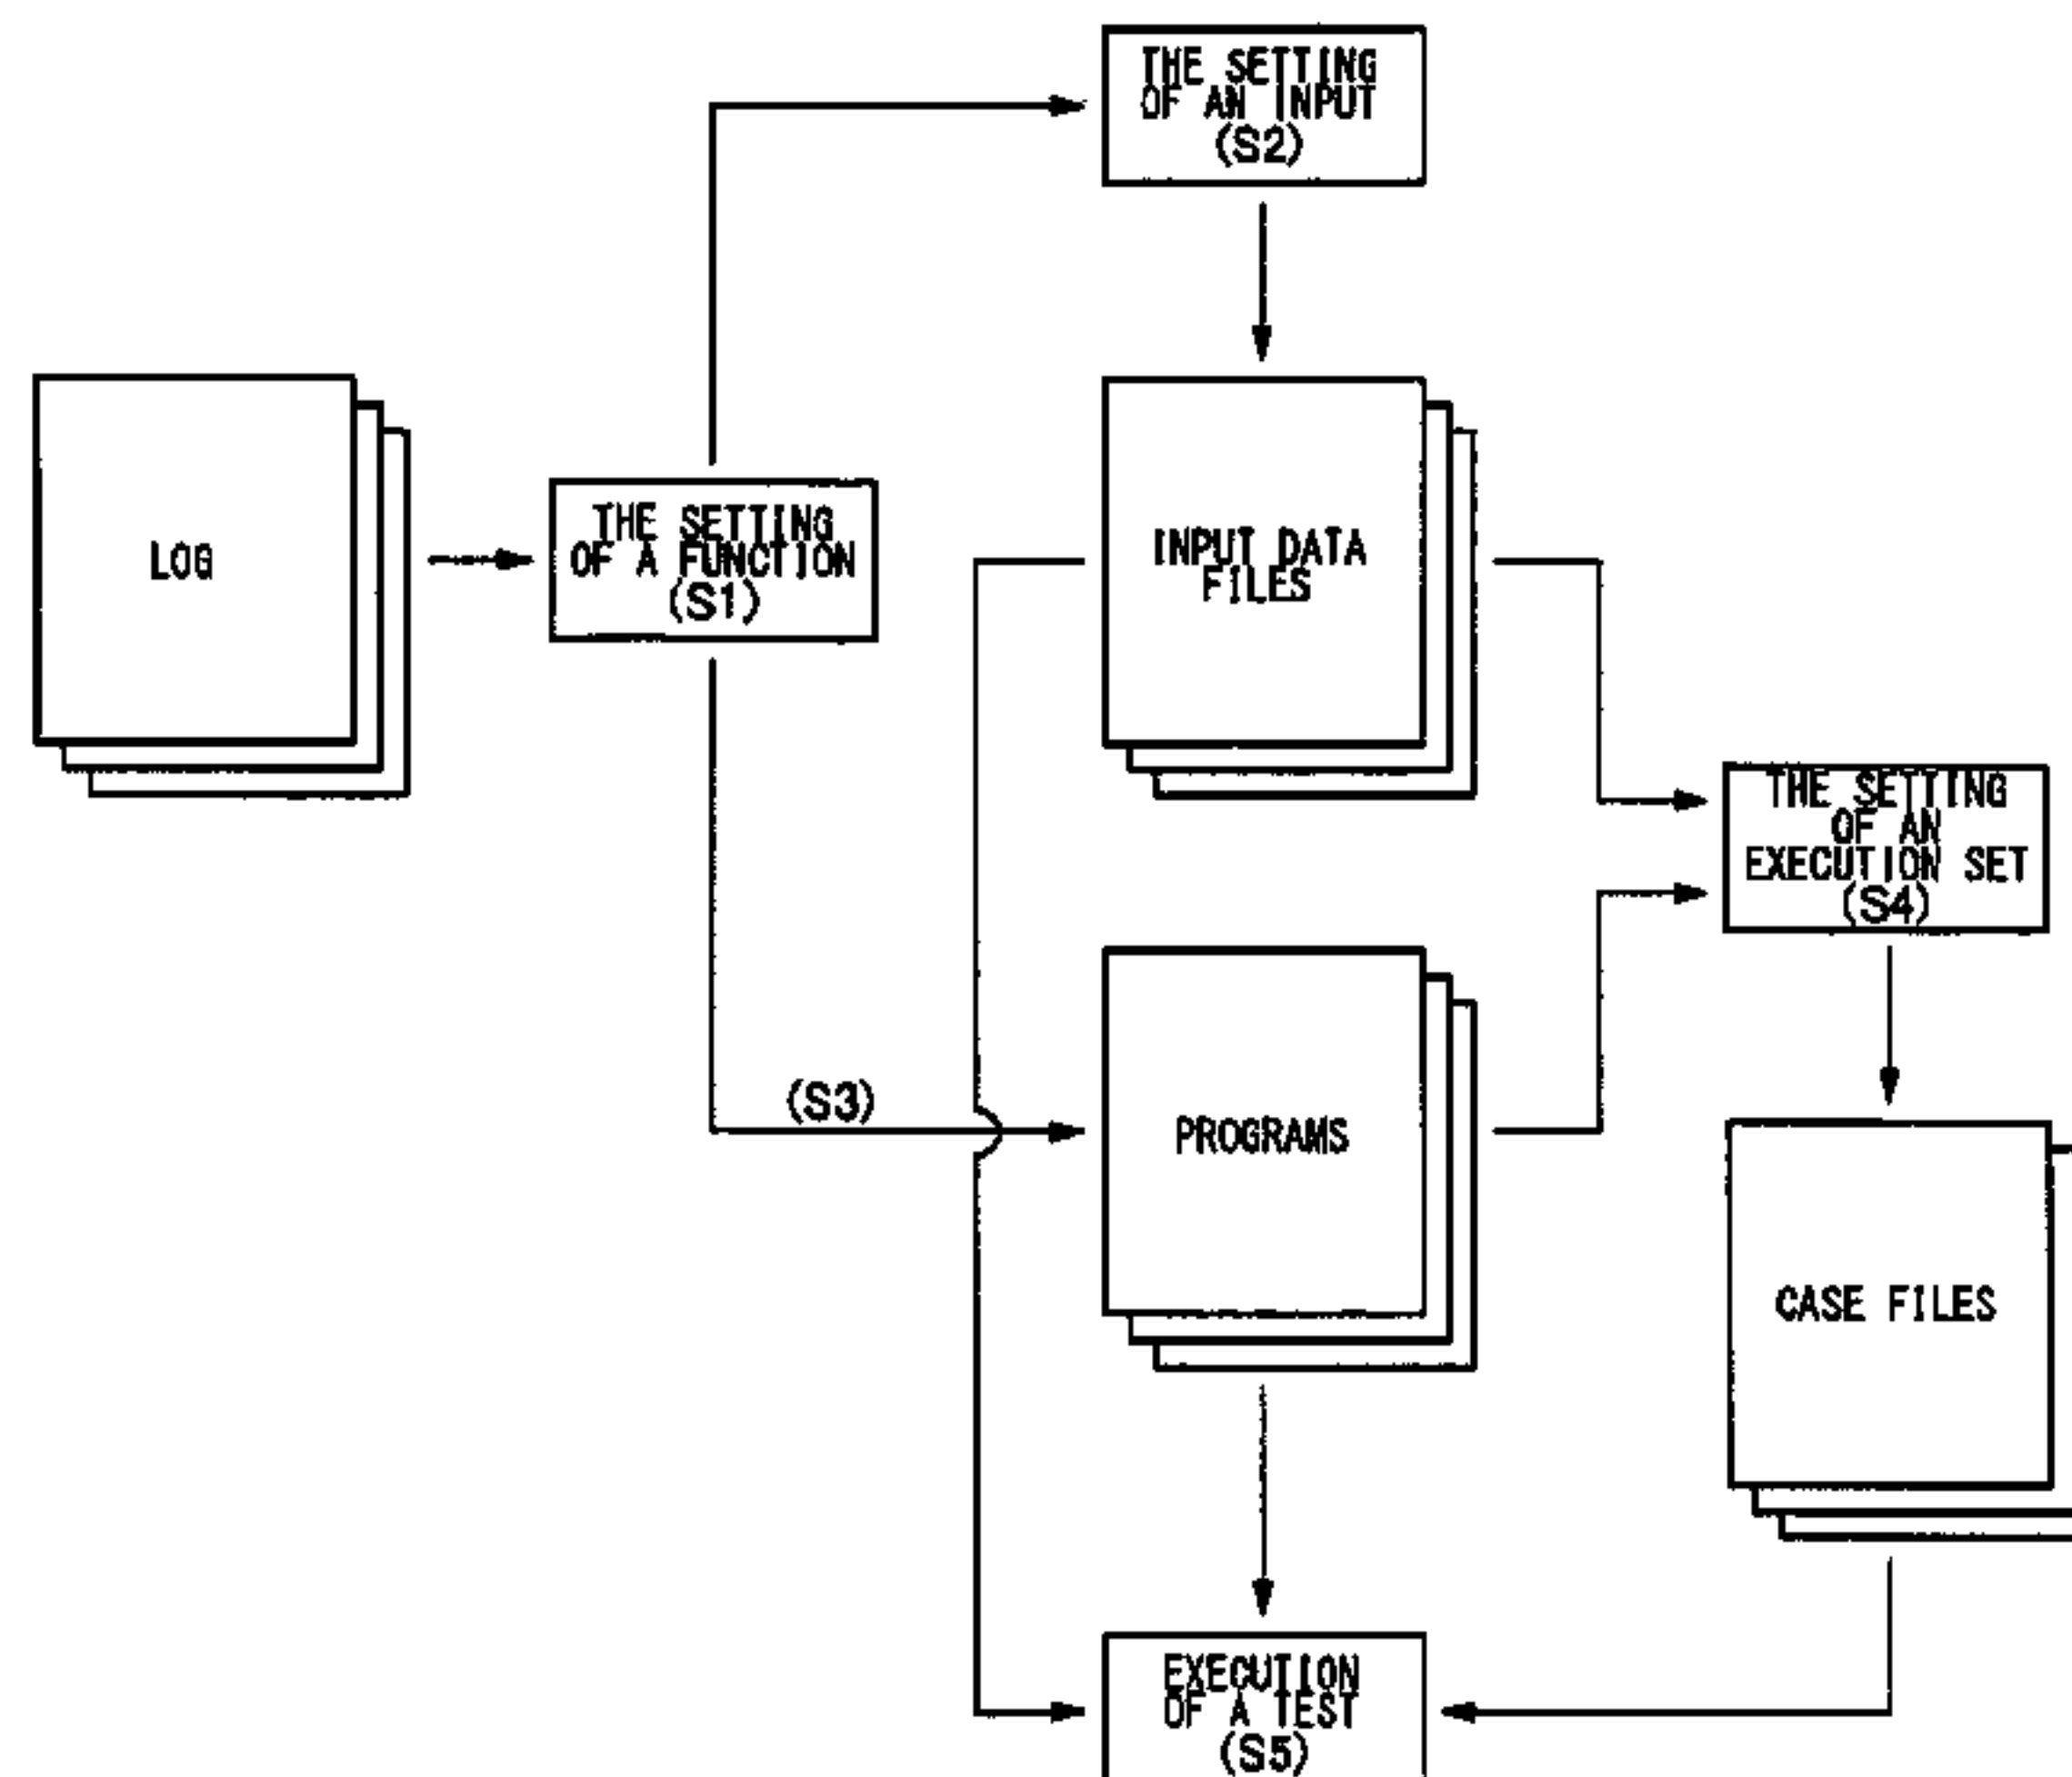 THE SETTING
OF AN INPUT
(S2)
LOG
THE SETTING
OF A FUNCTION
(S1)
INPUT DATA
FILES
THE SETTING
OF AN
EXECUTION SET
(S4)
(S3)
PROGRAMS
CASE FILES
EXECUTION
OF A TEST
(S5)